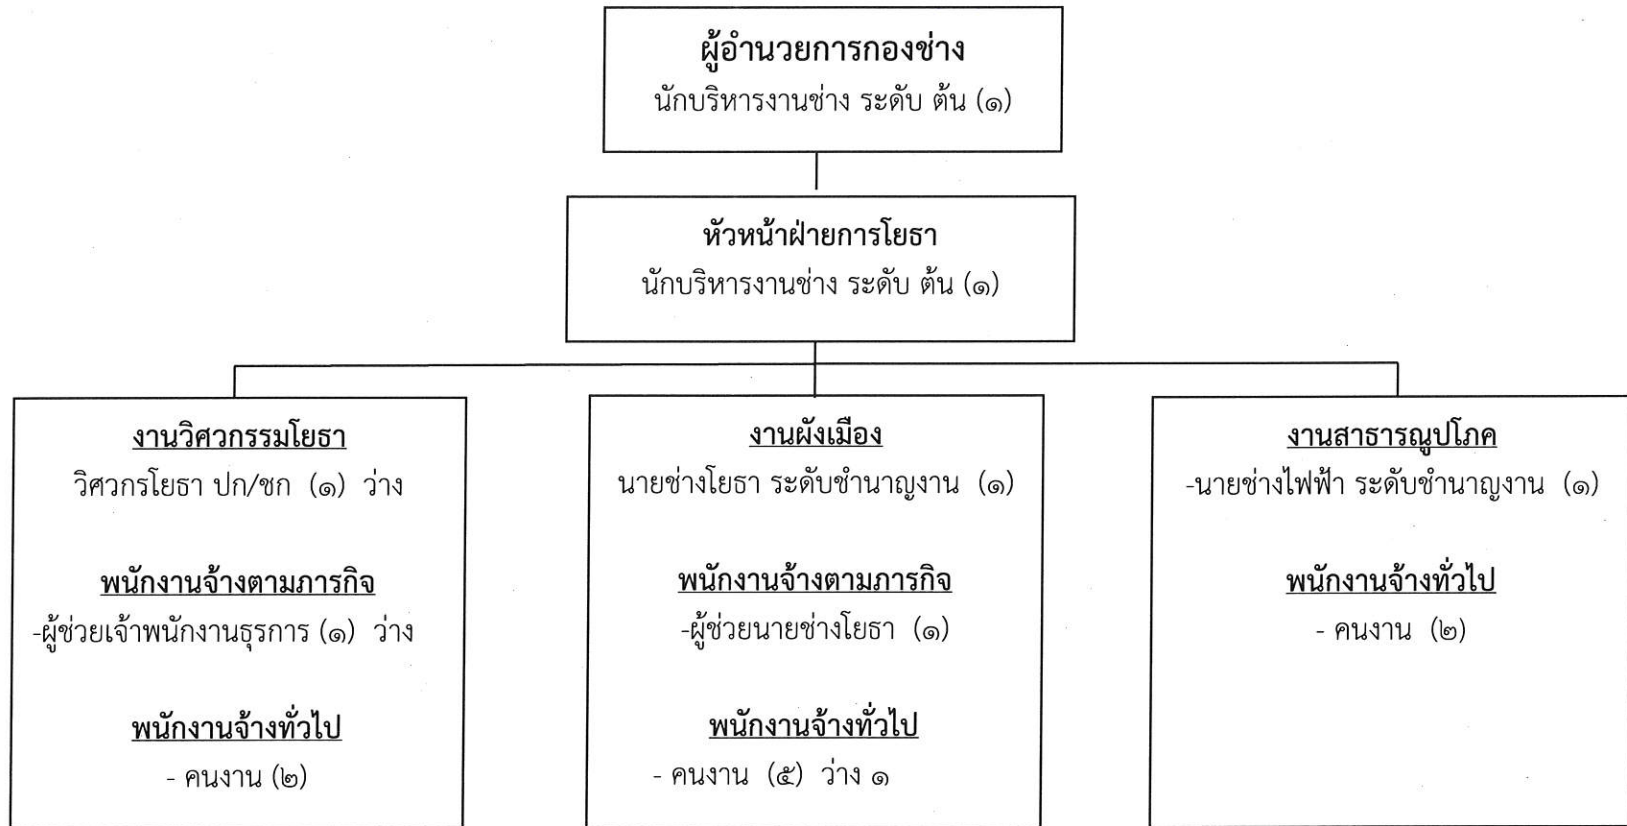 ผู้อำนวยการกองช่าง
นักบริหารงานช่าง ระดับ ต้น (๑)
หัวหน้าฝ่ายการโยธา
นักบริหารงานช่าง ระดับ ต้น (๑)
งานวิศวกรรมโยธา
วิศวกรโยธา ปก/ชก (๑) ว่าง
พนักงานจ้างตามภารกิจ
-ผู้ช่วยเจ้าพนักงานธุรการ (๑) ว่าง
พนักงานจ้างทั่วไป
- คนงาน (๒)
งานผังเมือง
นายช่างโยธา ระดับชำนาญงาน (๑)
พนักงานจ้างตามภารกิจ
-ผู้ช่วยนายช่างโยธา (๑)
พนักงานจ้างทั่วไป
- คนงาน (๕) ว่าง ๑
งานสาธารณูปโภค
-นายช่างไฟฟ้า ระดับชำนาญงาน (๑)
พนักงานจ้างทั่วไป
- คนงาน (๒)